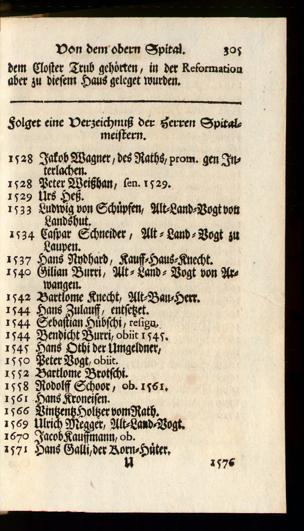 Von dem obern Spital. 305
dem Closter Trub gehörten, in der Reformation
aber zu diesem Haus geleget wurden.
Folget eine Verzeichnuß der Herren Spital-
meistern.
1528 Jakob Wagner, des Raths, prom. gen In-
terlachen.
1528 Peter Weißhan, sen. 1529.
1529 Urs Heß.
1533 Ludwig von Schüpfen, Alt-Land-Vogt von
Landshut.
1534 Caspar Schneider, Alt-Land-Vogt zu
Laupen.
1537 Hans Rydhard, Kauff-Haus-Knecht.
1540 Gilian Burri, Alt-Land-Vogt von Ar-
wangen.
1542 Bartlome Knecht, Alt-Bau-Herr.
1544 Hans Zulauff, entsetzet.
1544 Sebastian Hübschi, resign.
1544 Bendicht Burri, obiit 1545.
1545 Hans Othi der Umgeldner,
1550 Peter Vogt, obiit.
1552 Bartlome Brotschi.
1558 Rodolff Schoor, ob. 1561.
1561 Hans Kroneisen.
1566 Vintzentz Holtzer vom Rath.
1569 Ulrich Megger, Alt-Land-Vogt.
1670 Jacob Kauffmann, ob.
1571 Hans Galli, der Korn-Hüter.
U 1576